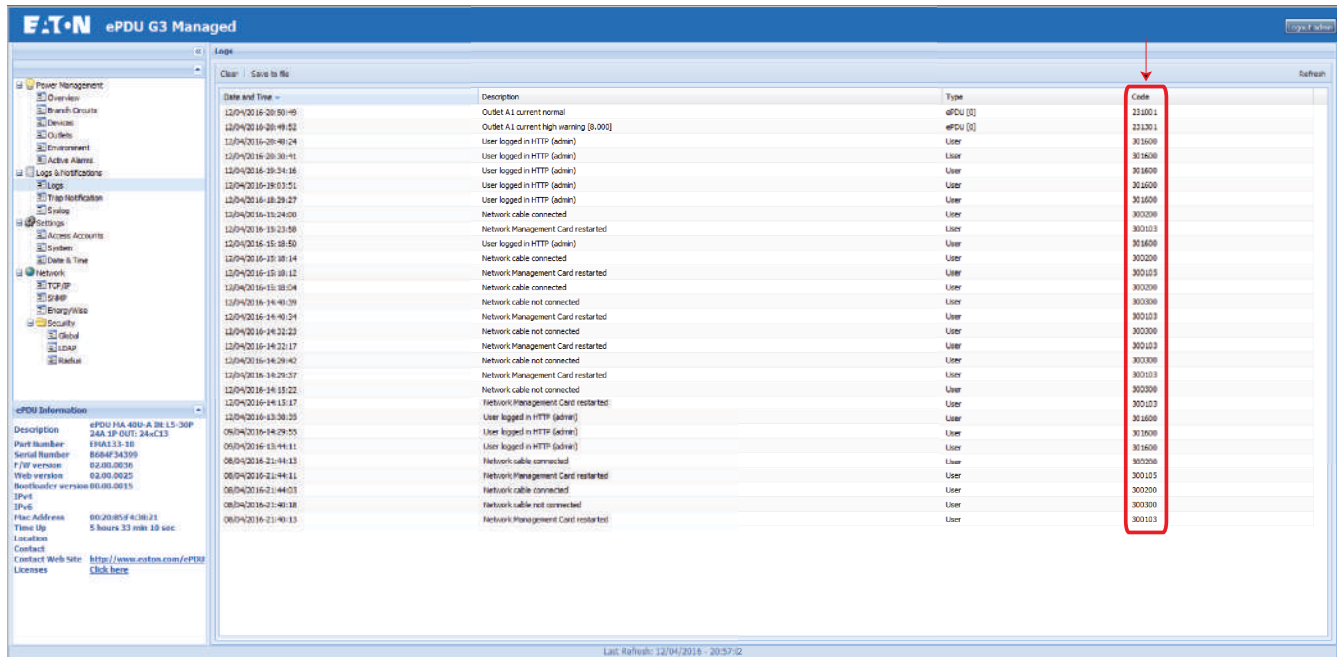 EATON ePDU G3 Managed
Logout admin
Logs
Clear Save to file Refresh
Power Management
Overview
Branch Circuits
Devices
Outlets
Environment
Active Alarms
Logs & Notifications
Logs
Trap Notification
Syslog
Settings
Access Accounts
System
Date & Time
Network
TCP/IP
SNMP
EnergyWise
Security
Global
LDAP
Radius
ePDU Information
Description ePDU MA 40U-A IN: L5-30P
24A 1P OUT: 24xC13
Part Number EMA133-10
Serial Number
F/W version 02.00.0036
Web version 02.00.0025
Bootloader version 00.00.0015
IPv4
IPv6
Mac Address
Time Up 5 hours 33 min 10 sec
Location
Contact
Contact Web Site http://www.eaton.com/ePDU
Licenses Click here
Date and Time Description Type Code
12/04/2016-20:50:49 Outlet A1 current normal ePDU [0] 231001
12/04/2016-20:49:52 Outlet A1 current high warning [8.000] ePDU [0] 231301
12/04/2016-20:48:24 User logged in HTTP (admin) User 301600
12/04/2016-20:30:41 User logged in HTTP (admin) User 301600
12/04/2016-19:34:16 User logged in HTTP (admin) User 301600
12/04/2016-19:03:51 User logged in HTTP (admin) User 301600
12/04/2016-18:29:27 User logged in HTTP (admin) User 301600
12/04/2016-15:24:00 Network cable connected User 300200
12/04/2016-15:23:58 Network Management Card restarted User 300103
12/04/2016-15:18:50 User logged in HTTP (admin) User 301600
12/04/2016-15:18:14 Network cable connected User 300200
12/04/2016-15:18:12 Network Management Card restarted User 300105
12/04/2016-15:18:04 Network cable connected User 300200
12/04/2016-14:40:39 Network cable not connected User 300300
12/04/2016-14:40:34 Network Management Card restarted User 300103
12/04/2016-14:32:23 Network cable not connected User 300300
12/04/2016-14:32:17 Network Management Card restarted User 300103
12/04/2016-14:29:42 Network cable not connected User 300300
12/04/2016-14:29:37 Network Management Card restarted User 300103
12/04/2016-14:15:22 Network cable not connected User 300300
12/04/2016-14:15:17 Network Management Card restarted User 300103
12/04/2016-13:38:35 User logged in HTTP (admin) User 301600
09/04/2016-14:29:55 User logged in HTTP (admin) User 301600
09/04/2016-13:44:11 User logged in HTTP (admin) User 301600
08/04/2016-21:44:13 Network cable connected User 300200
08/04/2016-21:44:11 Network Management Card restarted User 300105
08/04/2016-21:44:03 Network cable connected User 300200
08/04/2016-21:40:18 Network cable not connected User 300300
08/04/2016-21:40:13 Network Management Card restarted User 300103
Last Refresh: 12/04/2016 - 20:57:02